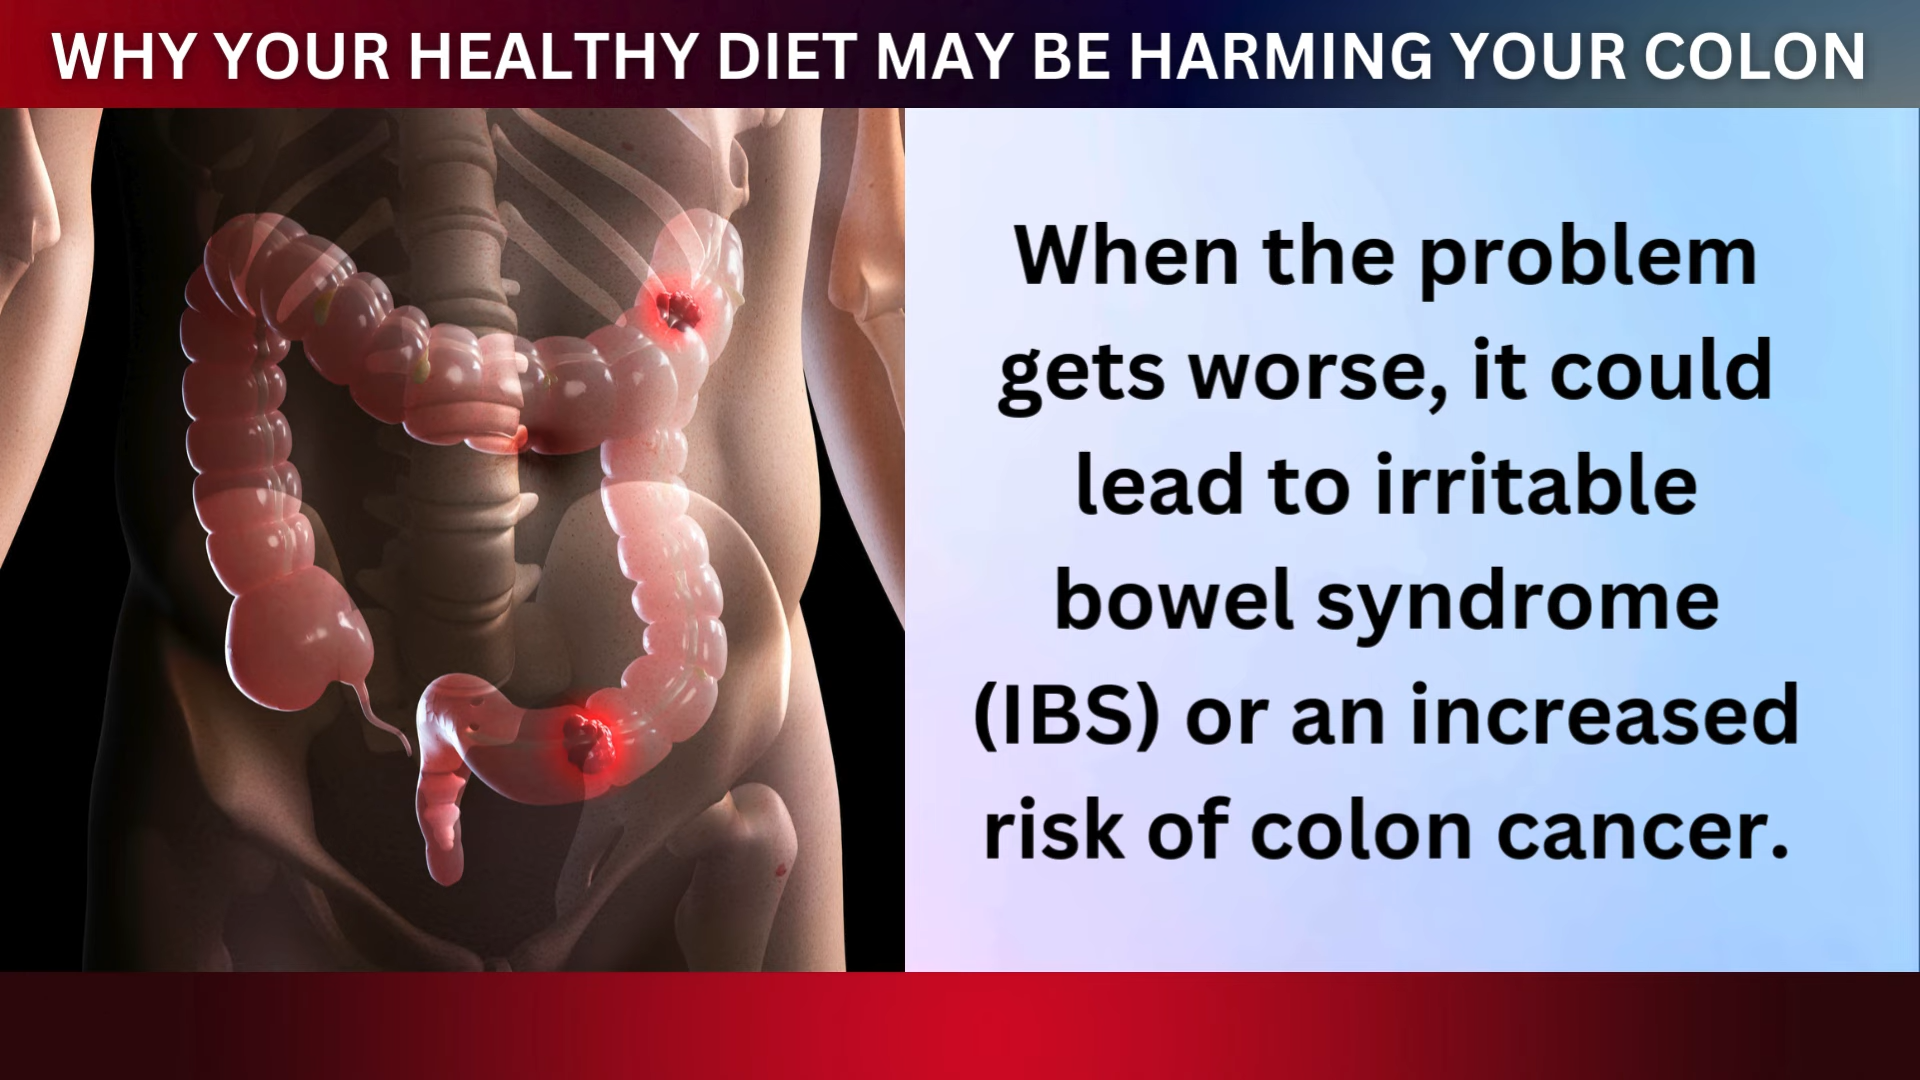 WHY YOUR HEALTHY DIET MAY BE HARMING YOUR COLON
When the problem
gets worse, it could
lead to irritable
bowel syndrome
(IBS) or an increased
risk of colon cancer.